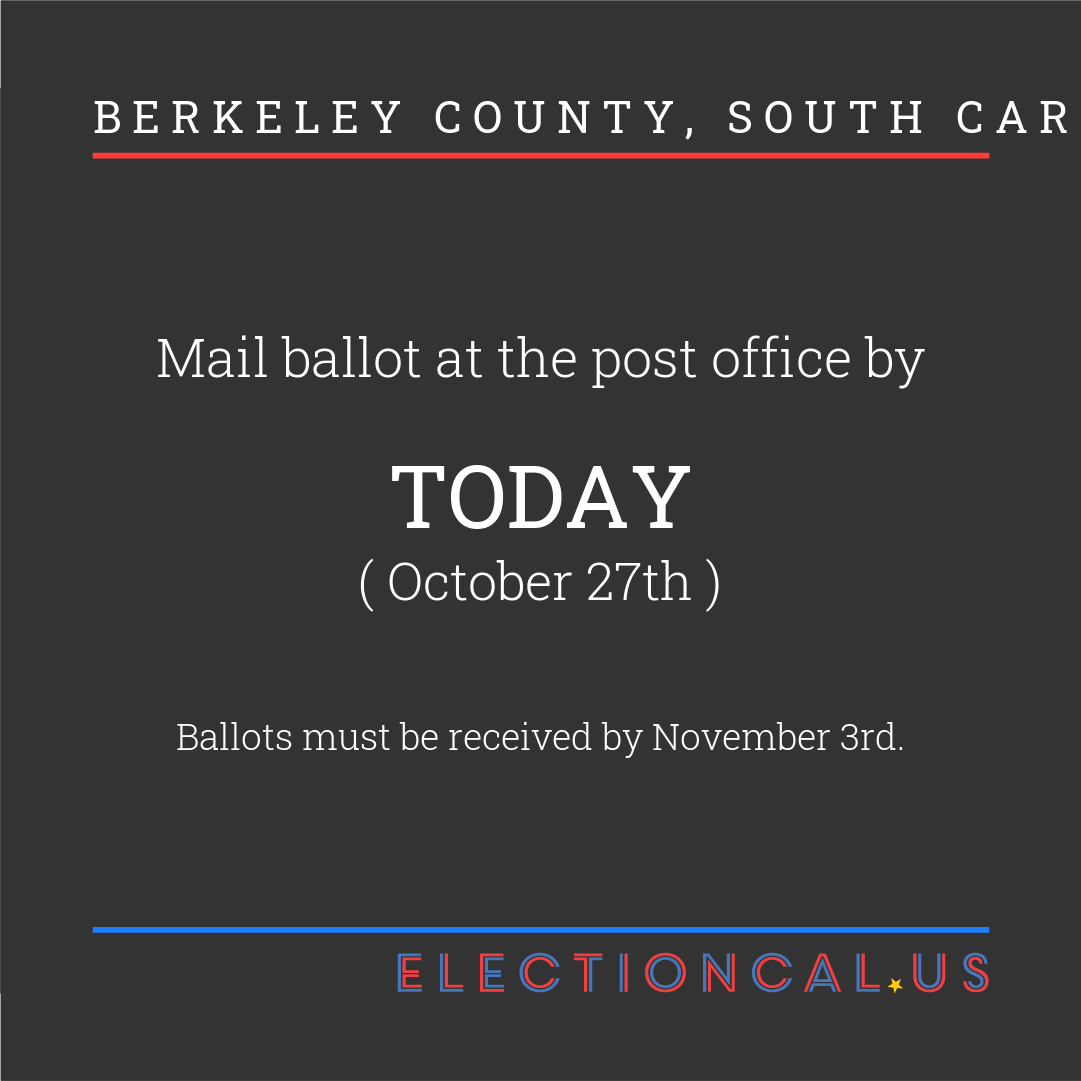 BERKELEY COUNTY, SOUTH CAR
Mail ballot at the post office by
TODAY
( October 27th )
Ballots must be received by November 3rd.
ELECTIONCAL.US